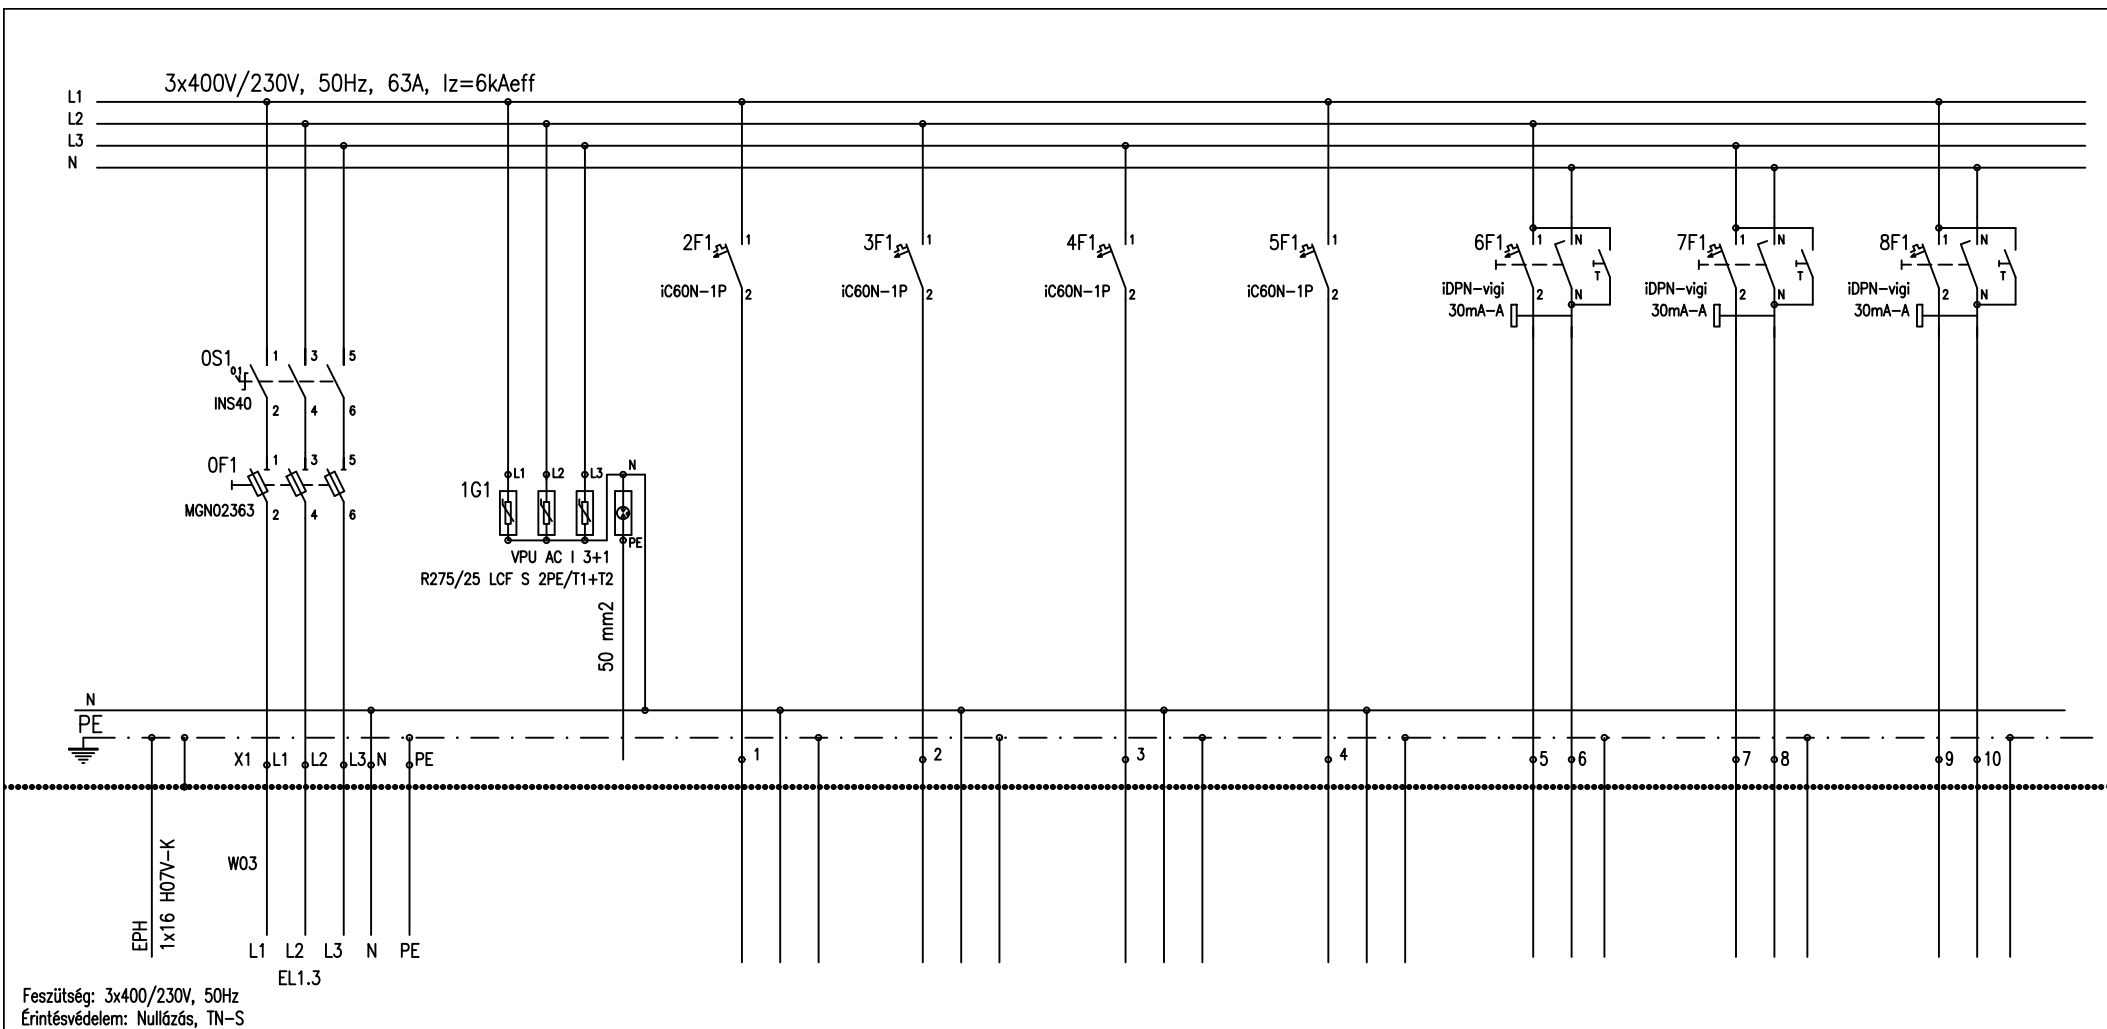 3x400V/230V, 50Hz, 63A, Iz=6kAeff
L1
L2
L3
N
2F1 1
iC60N-1P 2
3F1 1
iC60N-1P 2
4F1 1
iC60N-1P 2
5F1 1
iC60N-1P 2
6F1 1 N
T
iDPN-vigi 2 N
30mA-A
7F1 1 N
T
iDPN-vigi 2 N
30mA-A
8F1 1 N
T
iDPN-vigi 2 N
30mA-A
0S1 1 3 5
0 1
INS40 2 4 6
0F1 1 3 5
MGN02363 2 4 6
1G1 L1 L2 L3 N
PE
VPU AC I 3+1
R275/25 LCF S 2PE/T1+T2
50 mm2
N
PE
X1 L1 L2 L3 N PE
1 2 3 4 5 6 7 8 9 10
W03
EPH
1x16 H07V-K
L1 L2 L3 N PE
EL1.3
Feszütség: 3x400/230V, 50Hz
Érintésvédelem: Nullázás, TN-S